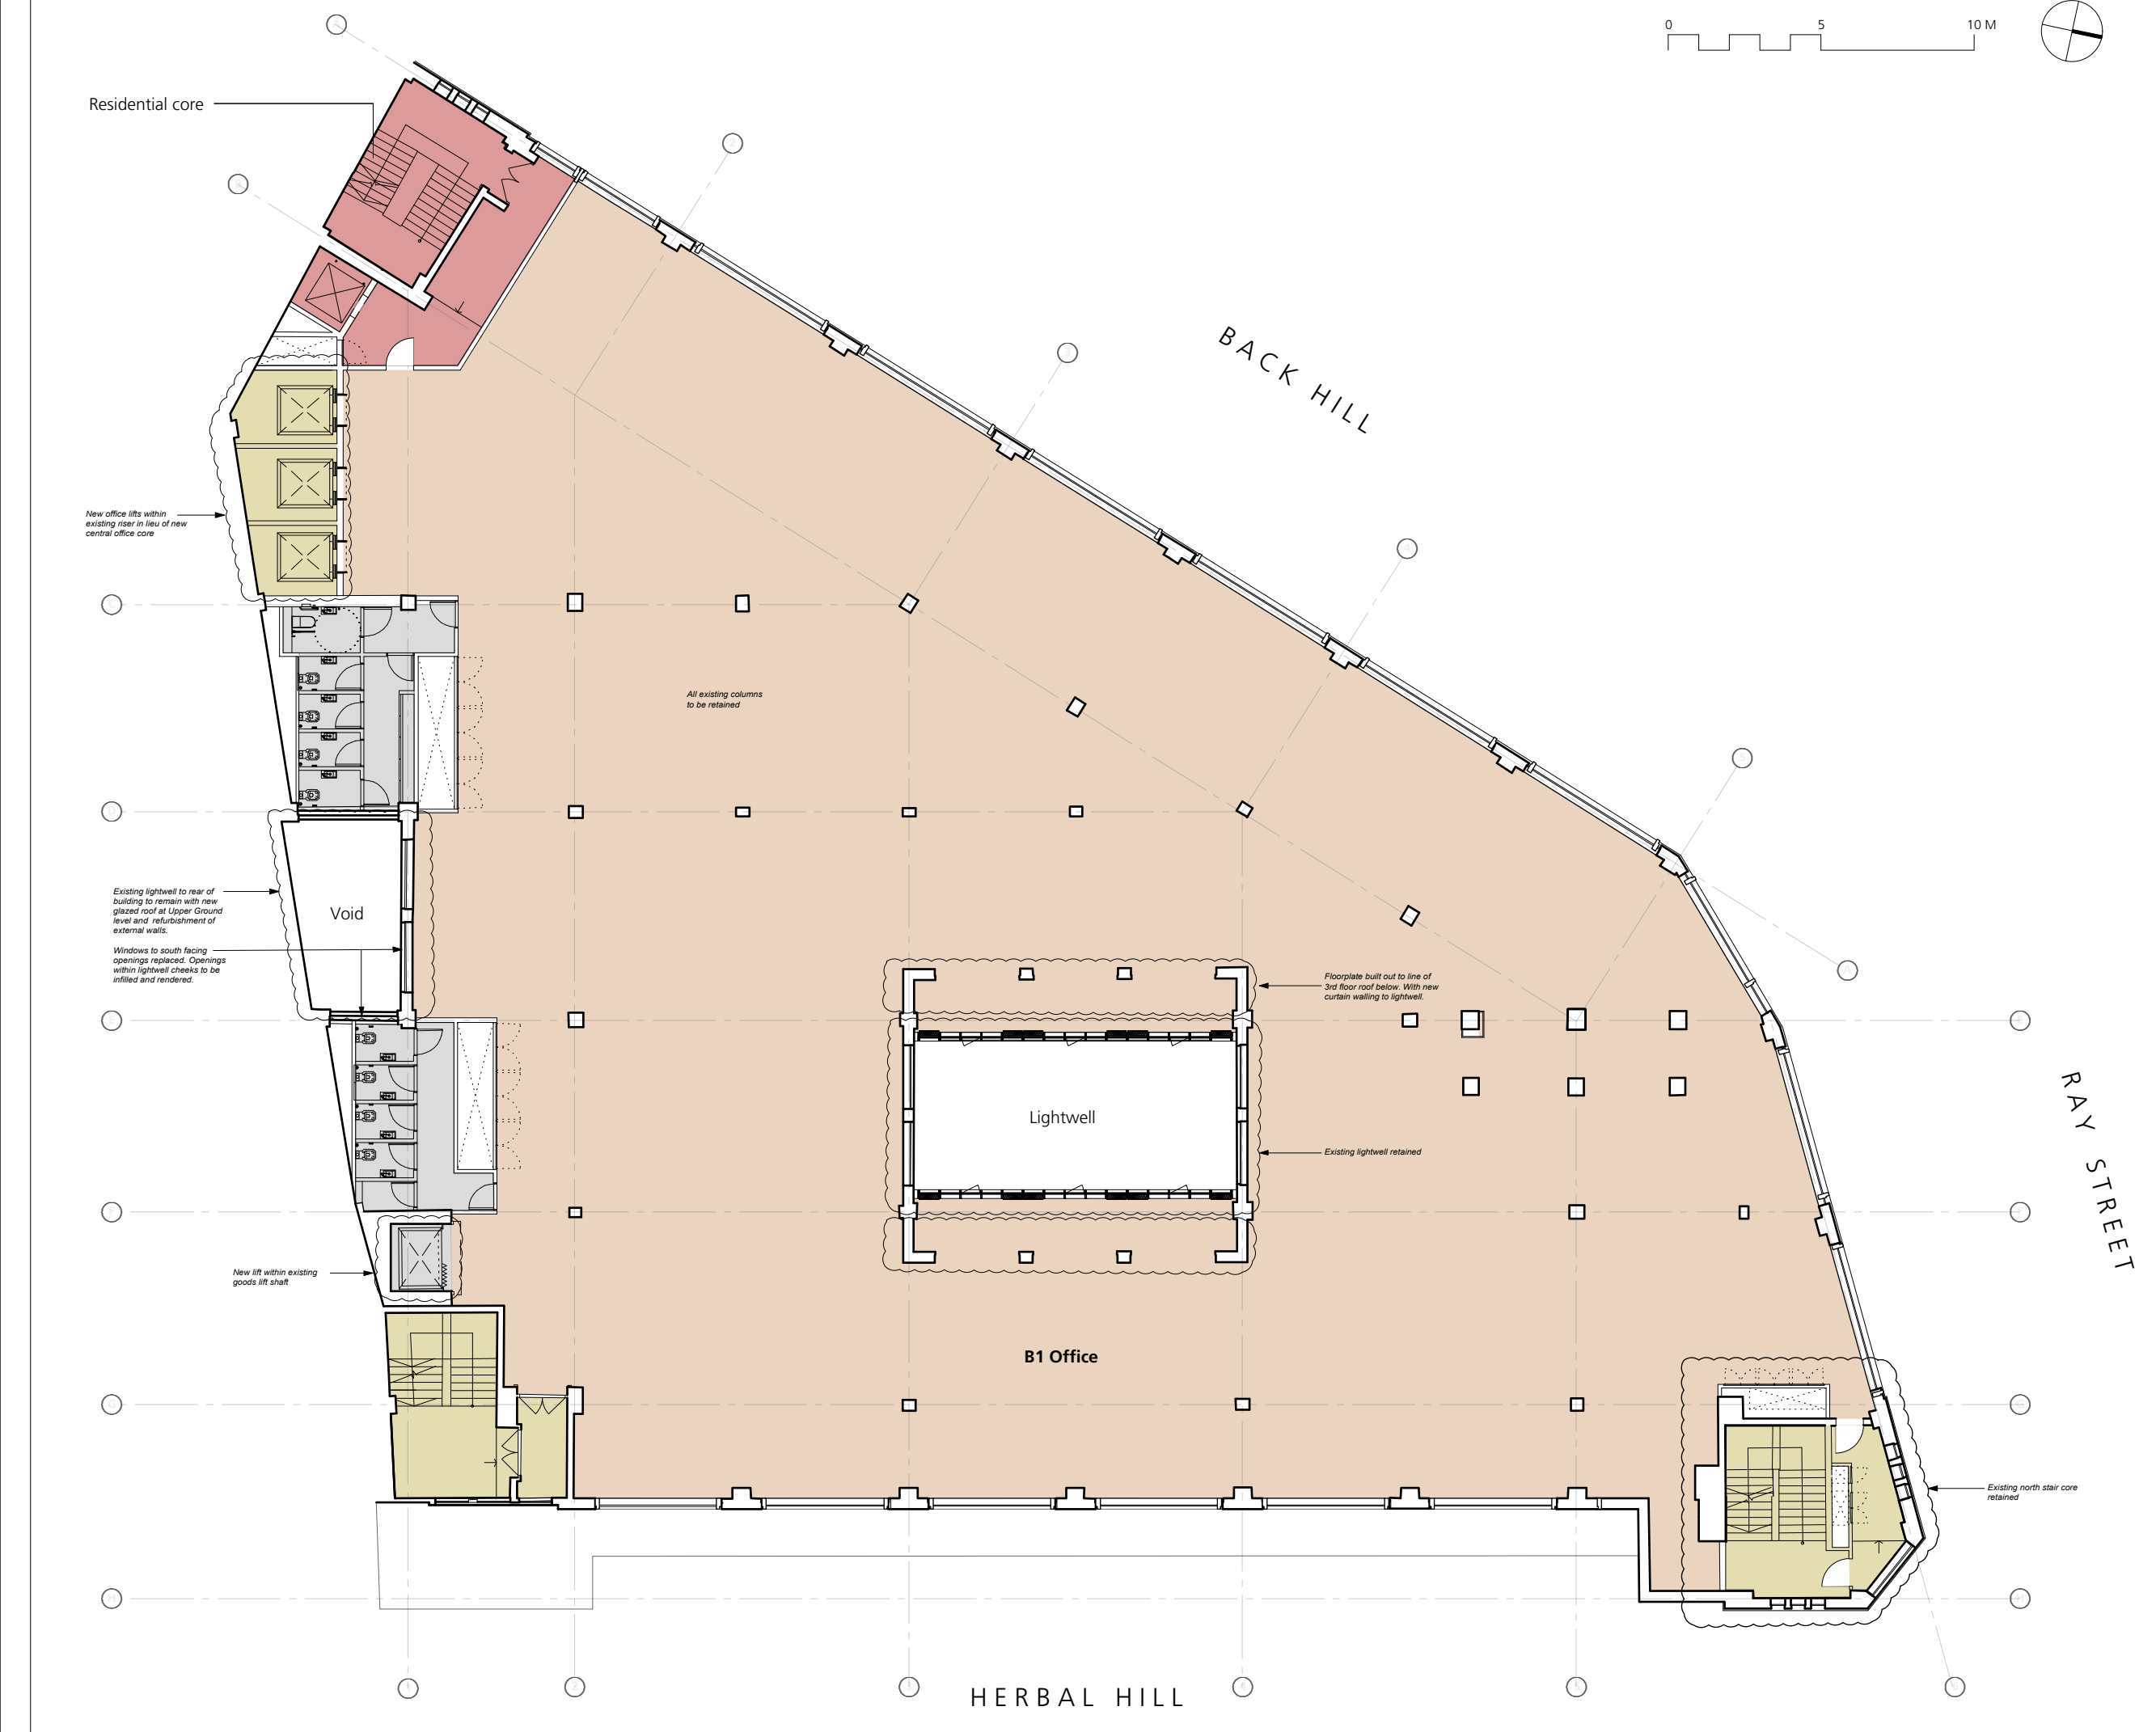 0 5 10 M
Residential core
BACK HILL
New office lifts within
existing riser in lieu of new
central office core
All existing columns
to be retained
Existing lightwell to rear of
building to remain with new
glazed roof at Upper Ground
level and refurbishment of
external walls.
Void
Windows to south facing
openings replaced. Openings
within lightwell cheeks to be
infilled and rendered.
Floorplate built out to line of
3rd floor roof below. With new
curtain walling to lightwell.
Lightwell
RAY STREET
Existing lightwell retained
New lift within existing
goods lift shaft
B1 Office
Existing north stair core
retained
HERBAL HILL